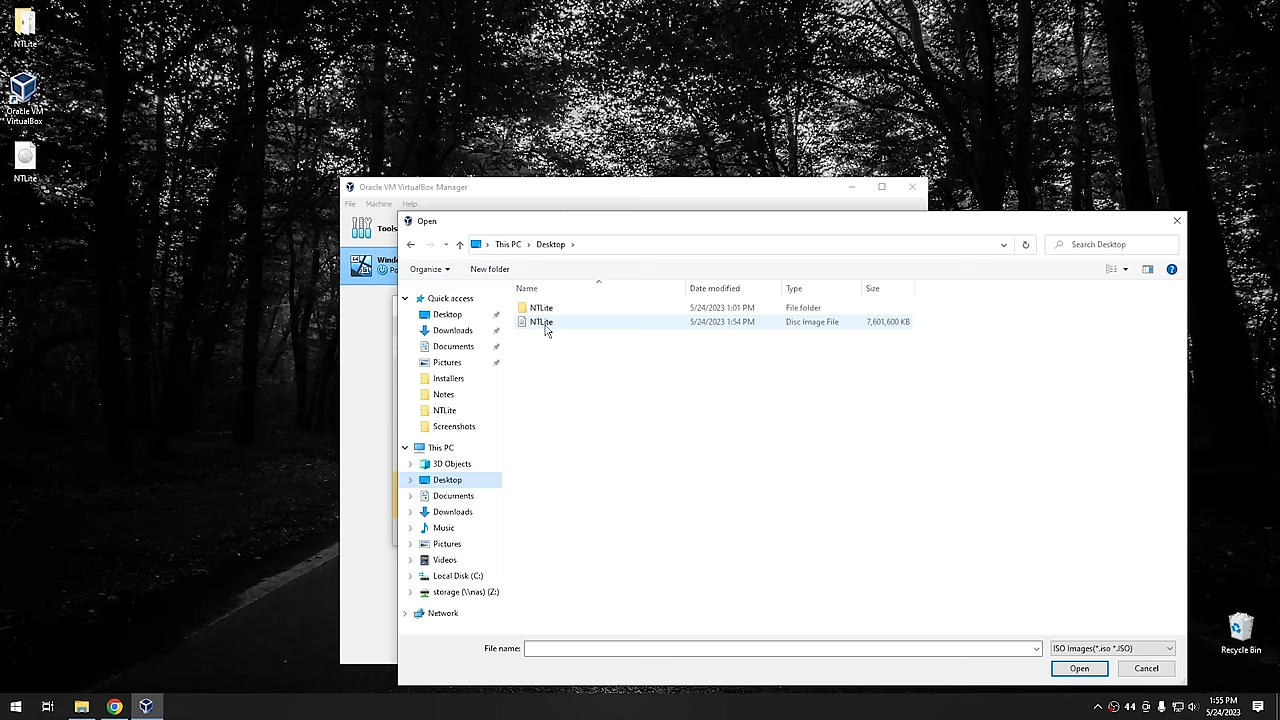 NTLite
Oracle VM
VirtualBox
NTLite
Oracle VM VirtualBox Manager
File Machine Help
Tools
Open
This PC › Desktop ›
Search Desktop
Organize
New folder
Name Date modified Type Size
NTLite 5/24/2023 1:01 PM File folder
NTLite 5/24/2023 1:54 PM Disc Image File 7,601,600 KB
Quick access
Desktop
Downloads
Documents
Pictures
Installers
Notes
NTLite
Screenshots
This PC
3D Objects
Desktop
Documents
Downloads
Music
Pictures
Videos
Local Disk (C:)
storage (\\nas) (Z:)
Network
File name:
ISO Images(*.iso *.ISO)
Open
Cancel
Recycle Bin
44
1:55 PM
5/24/2023